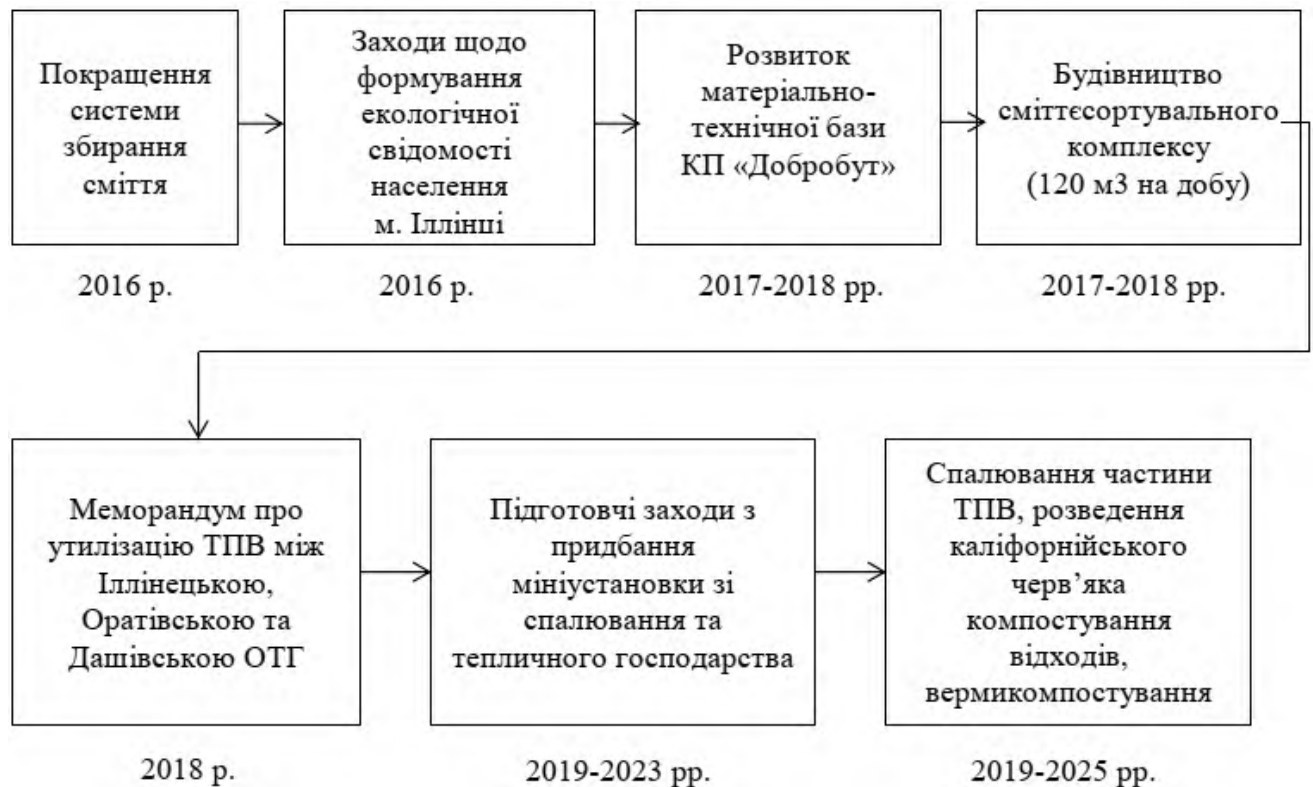 Покращення
системи
збирання
сміття
2016 р.
Заходи щодо
формування
екологічної
свідомості
населення
м. Іллінці
2016 р.
Розвиток
матеріально-
технічної бази
КП «Добробут»
2017-2018 рр.
Будівництво
сміттєсортувального
комплексу
(120 м3 на добу)
2017-2018 рр.
Меморандум про
утилізацію ТПВ між
Іллінецькою,
Оратівською та
Дашівською ОТГ
2018 р.
Підготовчі заходи з
придбання
мініустановки зі
спалювання та
тепличного господарства
2019-2023 рр.
Спалювання частини
ТПВ, розведення
каліфорнійського
черв’яка
компостування
відходів,
вермикомпостування
2019-2025 рр.